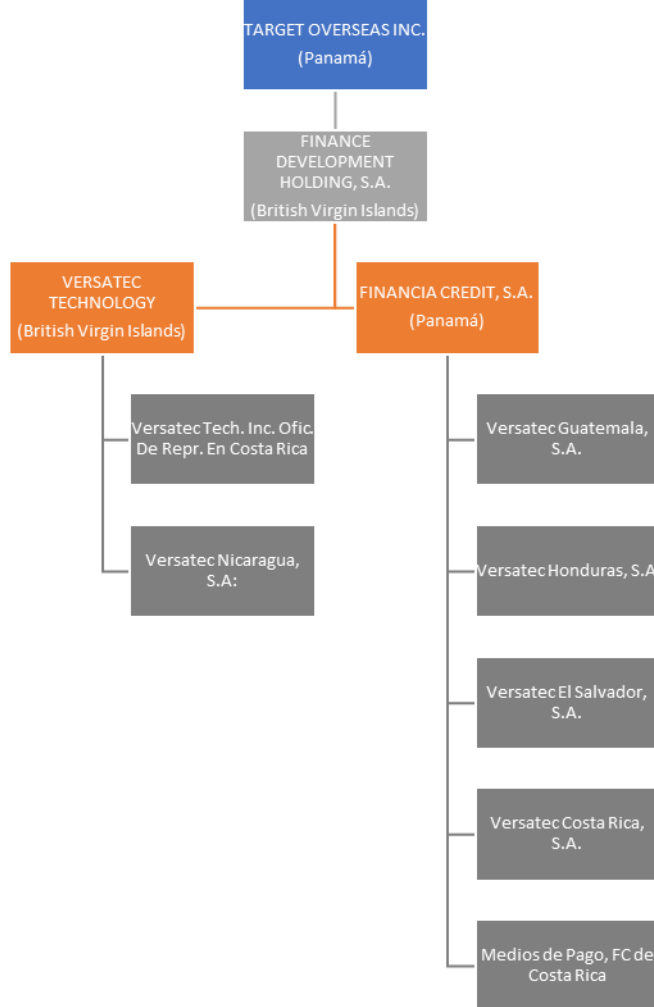 TARGET OVERSEAS INC.
(Panamá)
FINANCE
DEVELOPMENT
HOLDING, S.A.
(British Virgin Islands)
VERSATEC
TECHNOLOGY
(British Virgin Islands)
FINANCIA CREDIT, S.A.
(Panamá)
Versatec Tech. Inc. Ofic.
De Repr. En Costa Rica
Versatec Nicaragua,
S.A:
Versatec Guatemala,
S.A.
Versatec Honduras, S.A
Versatec El Salvador,
S.A.
Versatec Costa Rica,
S.A.
Medios de Pago, FC de
Costa Rica